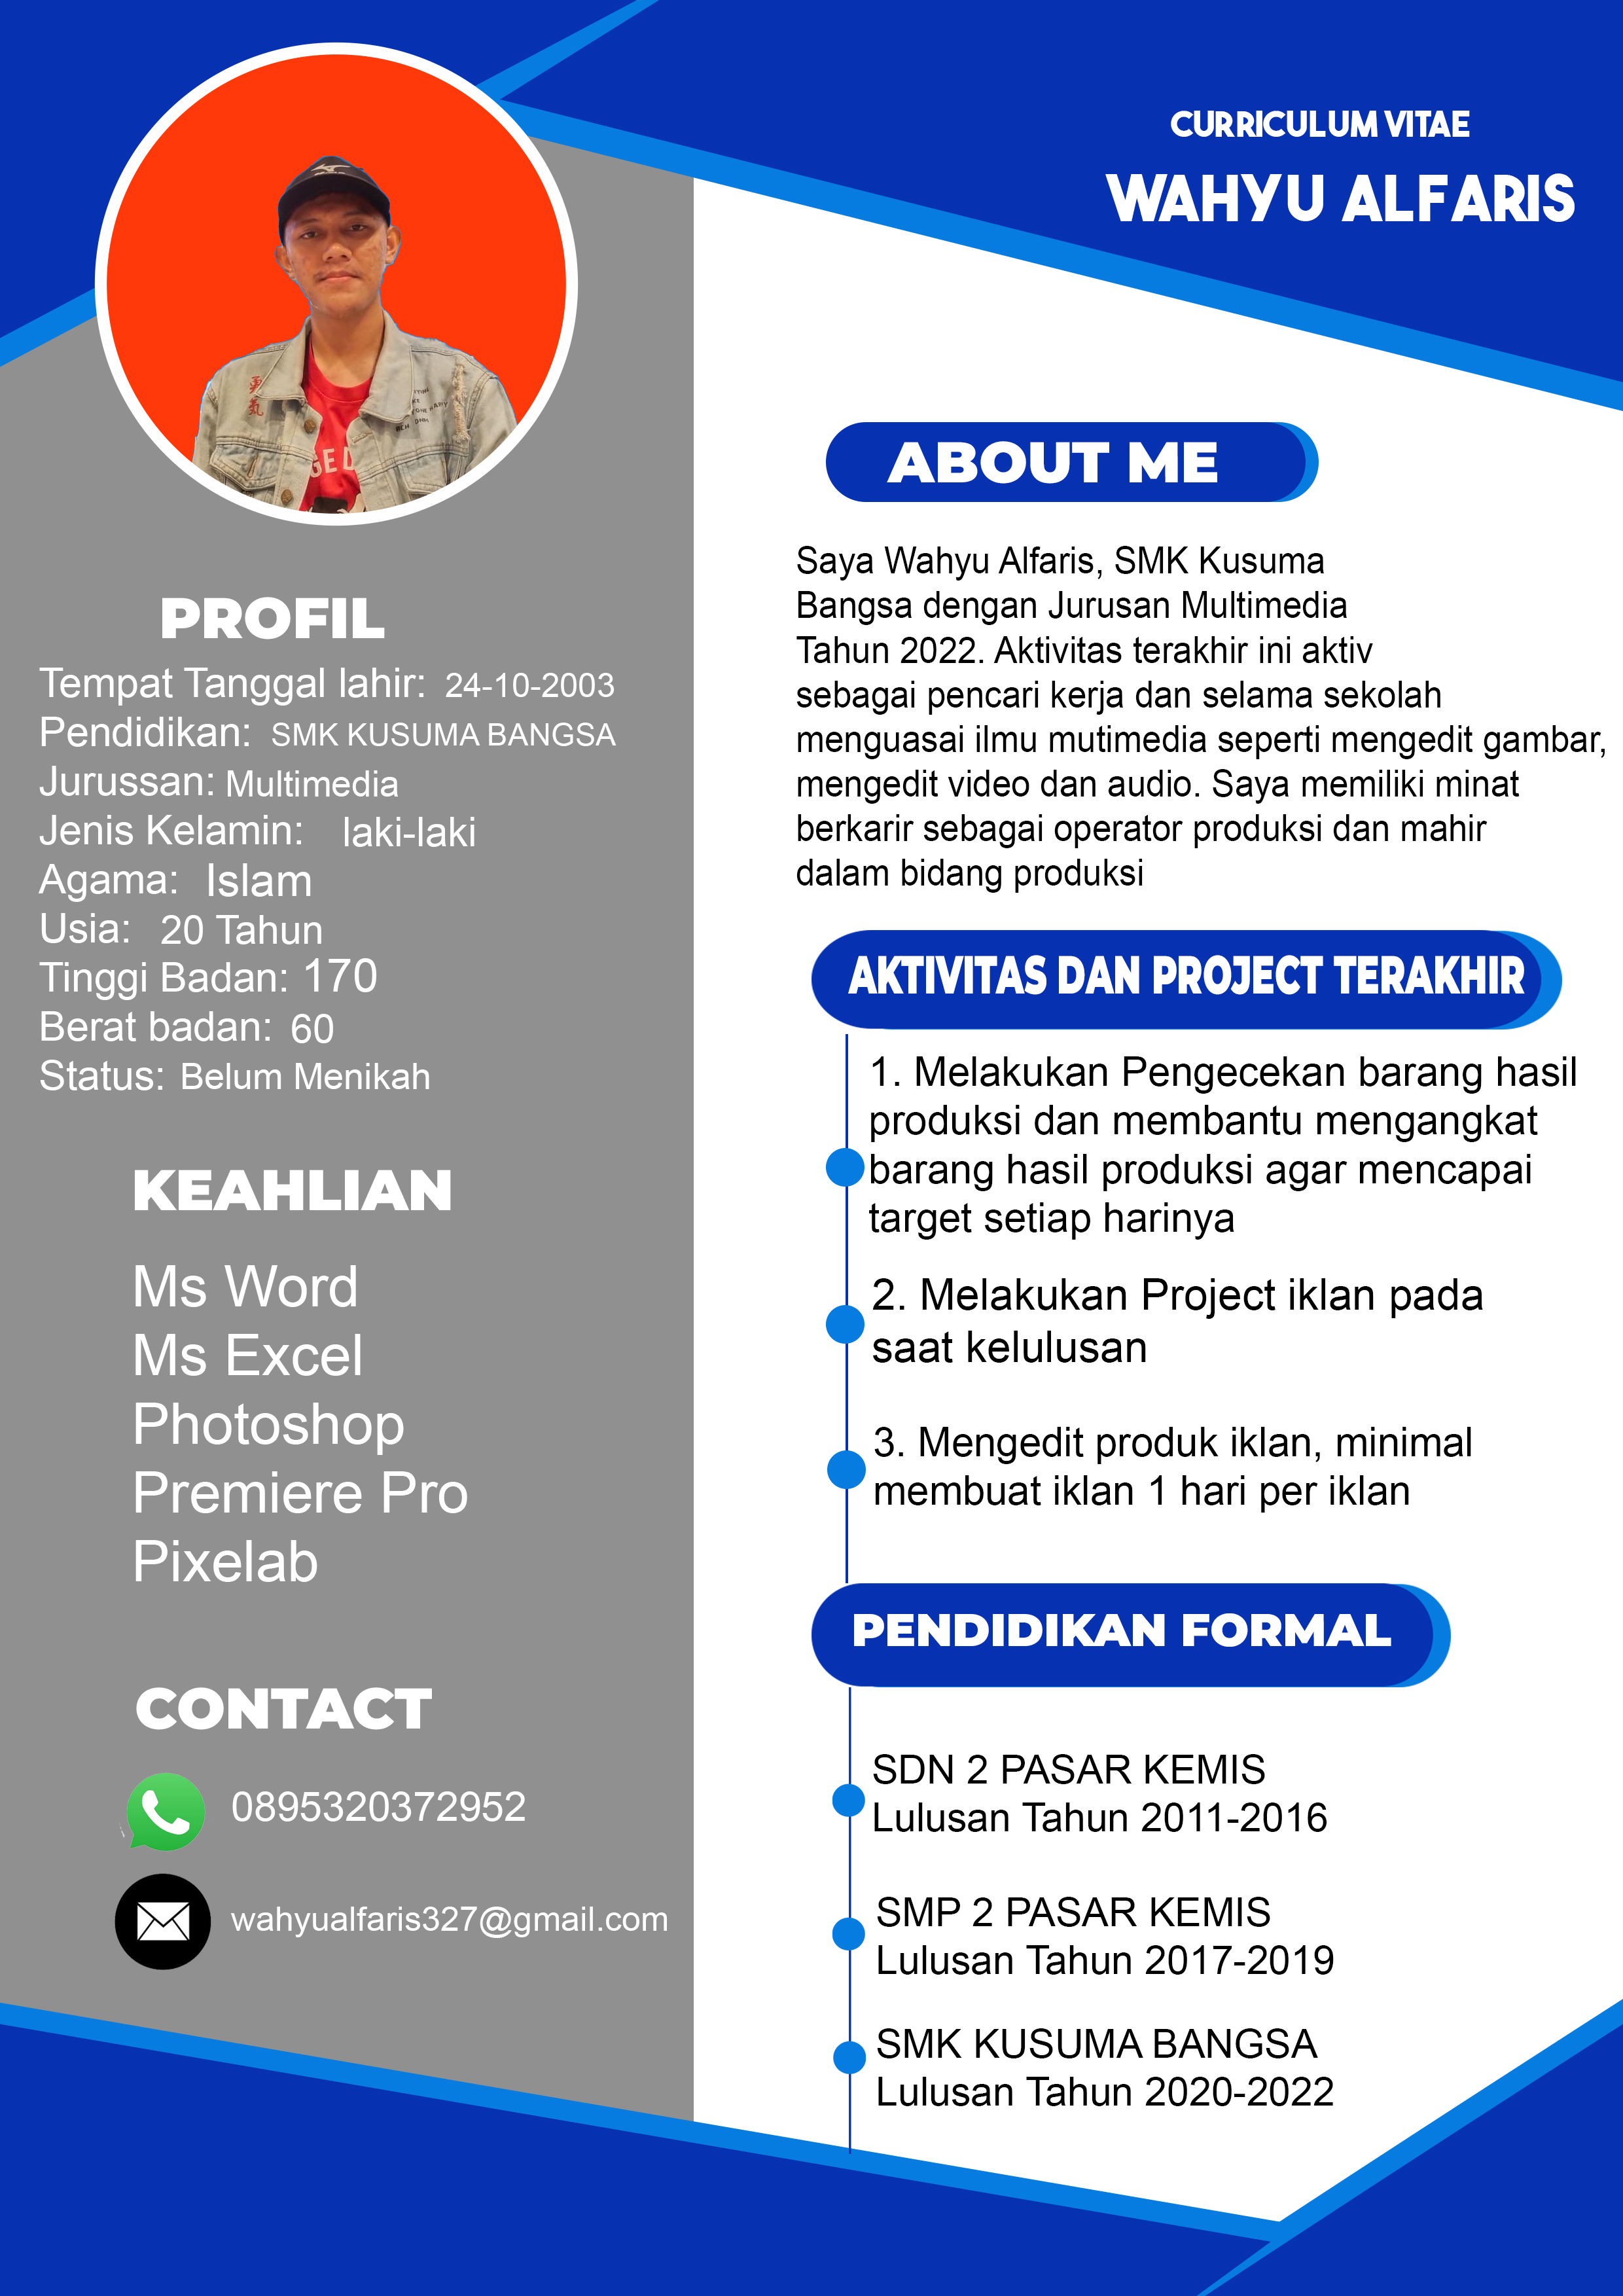 CURRICULUM VITAE
WAHYU ALFARIS
PROFIL
Tempat Tanggal lahir: 24-10-2003
Pendidikan: SMK KUSUMA BANGSA
Jurussan: Multimedia
Jenis Kelamin: laki-laki
Agama: Islam
Usia: 20 Tahun
Tinggi Badan: 170
Berat badan: 60
Status: Belum Menikah
KEAHLIAN
Ms Word
Ms Excel
Photoshop
Premiere Pro
Pixelab
CONTACT
0895320372952
wahyualfaris327@gmail.com
ABOUT ME
Saya Wahyu Alfaris, SMK Kusuma
Bangsa dengan Jurusan Multimedia
Tahun 2022. Aktivitas terakhir ini aktiv
sebagai pencari kerja dan selama sekolah
menguasai ilmu mutimedia seperti mengedit gambar,
mengedit video dan audio. Saya memiliki minat
berkarir sebagai operator produksi dan mahir
dalam bidang produksi
AKTIVITAS DAN PROJECT TERAKHIR
1. Melakukan Pengecekan barang hasil
produksi dan membantu mengangkat
barang hasil produksi agar mencapai
target setiap harinya
2. Melakukan Project iklan pada
saat kelulusan
3. Mengedit produk iklan, minimal
membuat iklan 1 hari per iklan
PENDIDIKAN FORMAL
SDN 2 PASAR KEMIS
Lulusan Tahun 2011-2016
SMP 2 PASAR KEMIS
Lulusan Tahun 2017-2019
SMK KUSUMA BANGSA
Lulusan Tahun 2020-2022